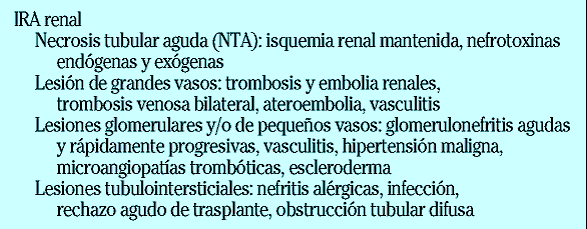 IRA renal
Necrosis tubular aguda (NTA): isquemia renal mantenida, nefrotoxinas
endógenas y exógenas
Lesión de grandes vasos: trombosis y embolia renales,
trombosis venosa bilateral, ateroembolia, vasculitis
Lesiones glomerulares y/o de pequeños vasos: glomerulonefritis agudas
y rápidamente progresivas, vasculitis, hipertensión maligna,
microangiopatías trombóticas, escleroderma
Lesiones tubulointersticiales: nefritis alérgicas, infección,
rechazo agudo de trasplante, obstrucción tubular difusa